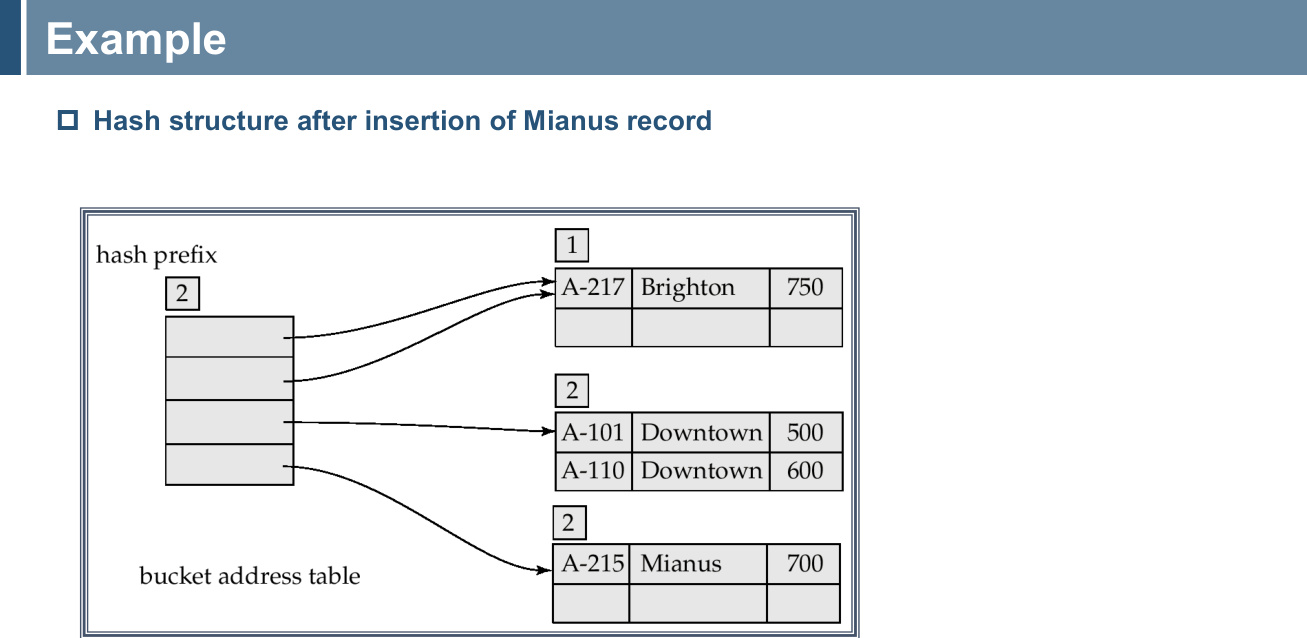 Example
Hash structure after insertion of Mianus record
hash prefix
2
1
A-217 Brighton 750
2
A-101 Downtown 500
A-110 Downtown 600
2
A-215 Mianus 700
bucket address table